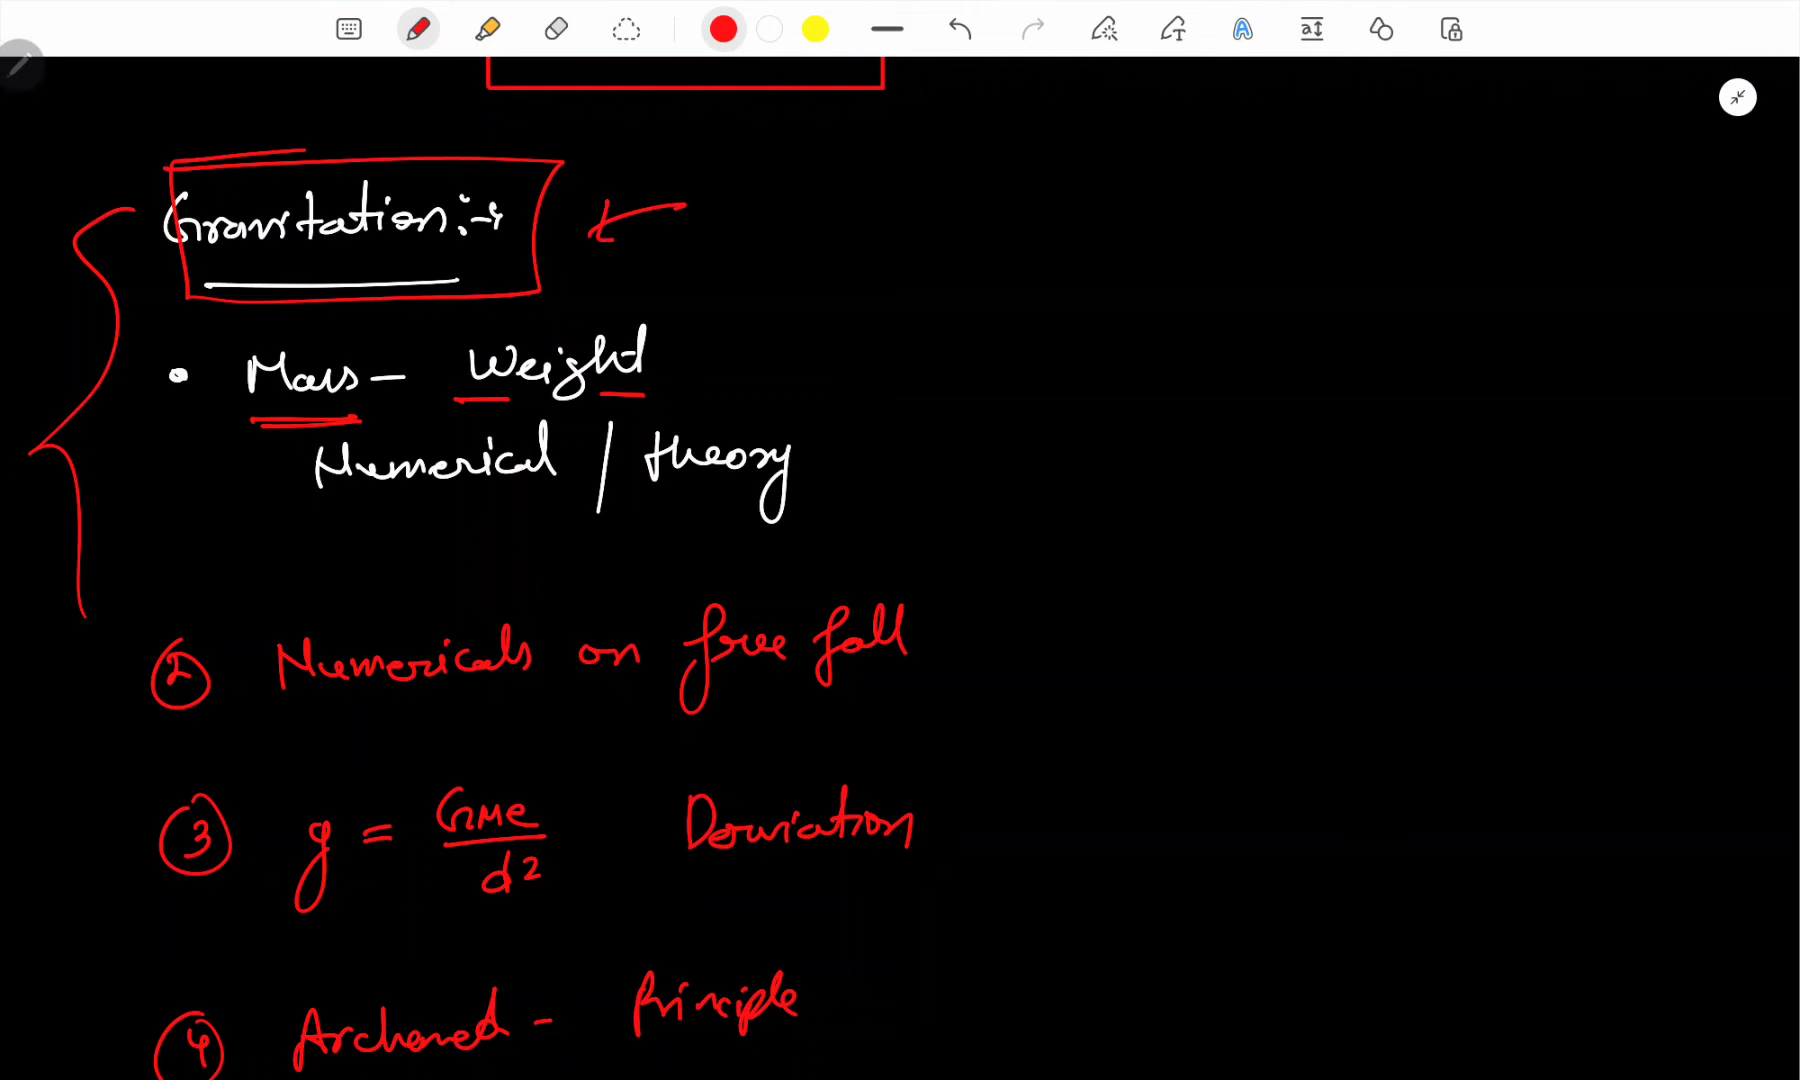 Gravitation :→
• Mass – Weight
Numerical / theory
② Numericals on free fall
③ g = GMe / d² Derivation
④ Archemed - Principle